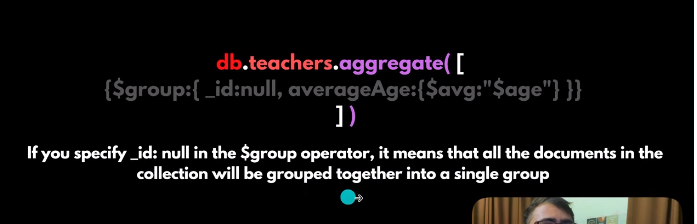 db.teachers.aggregate( [
{$group:{ _id:null, averageAge:{$avg:"$age"} }}
] )
If you specify _id: null in the $group operator, it means that all the documents in the
collection will be grouped together into a single group